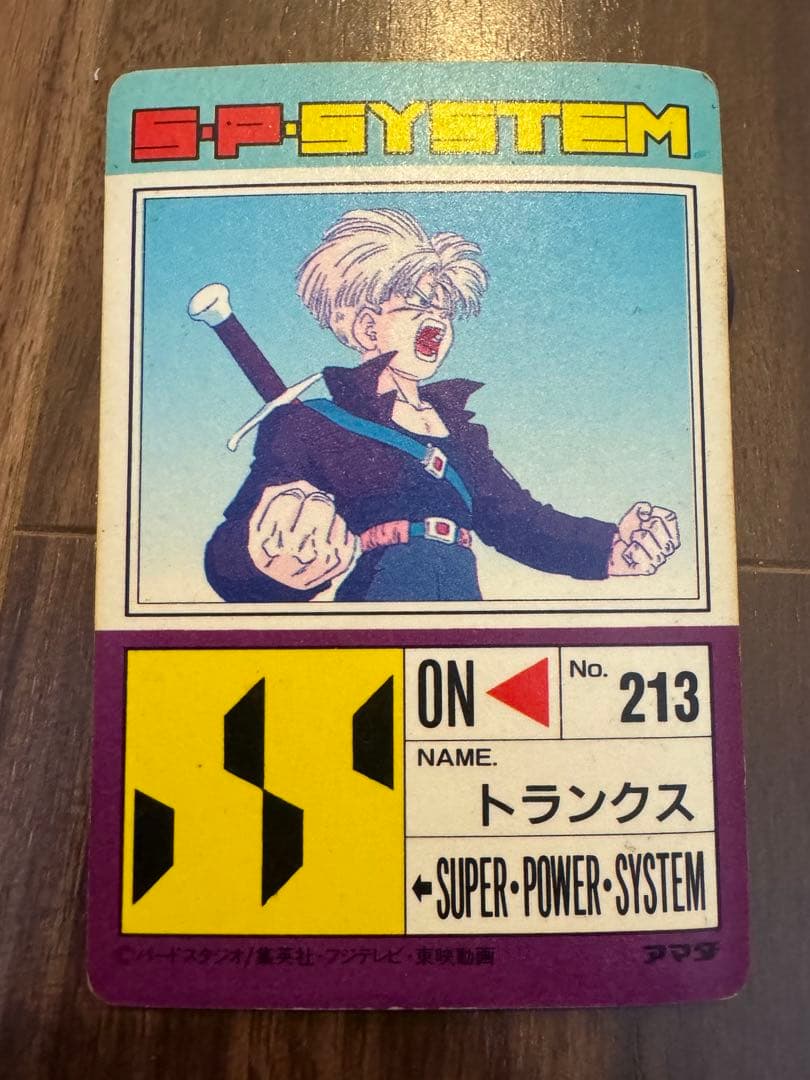 S·P·SYSTEM
ON
No. 213
NAME.
トランクス
←SUPER·POWER·SYSTEM
©バードスタジオ/集英社・フジテレビ・東映動画
アマダ